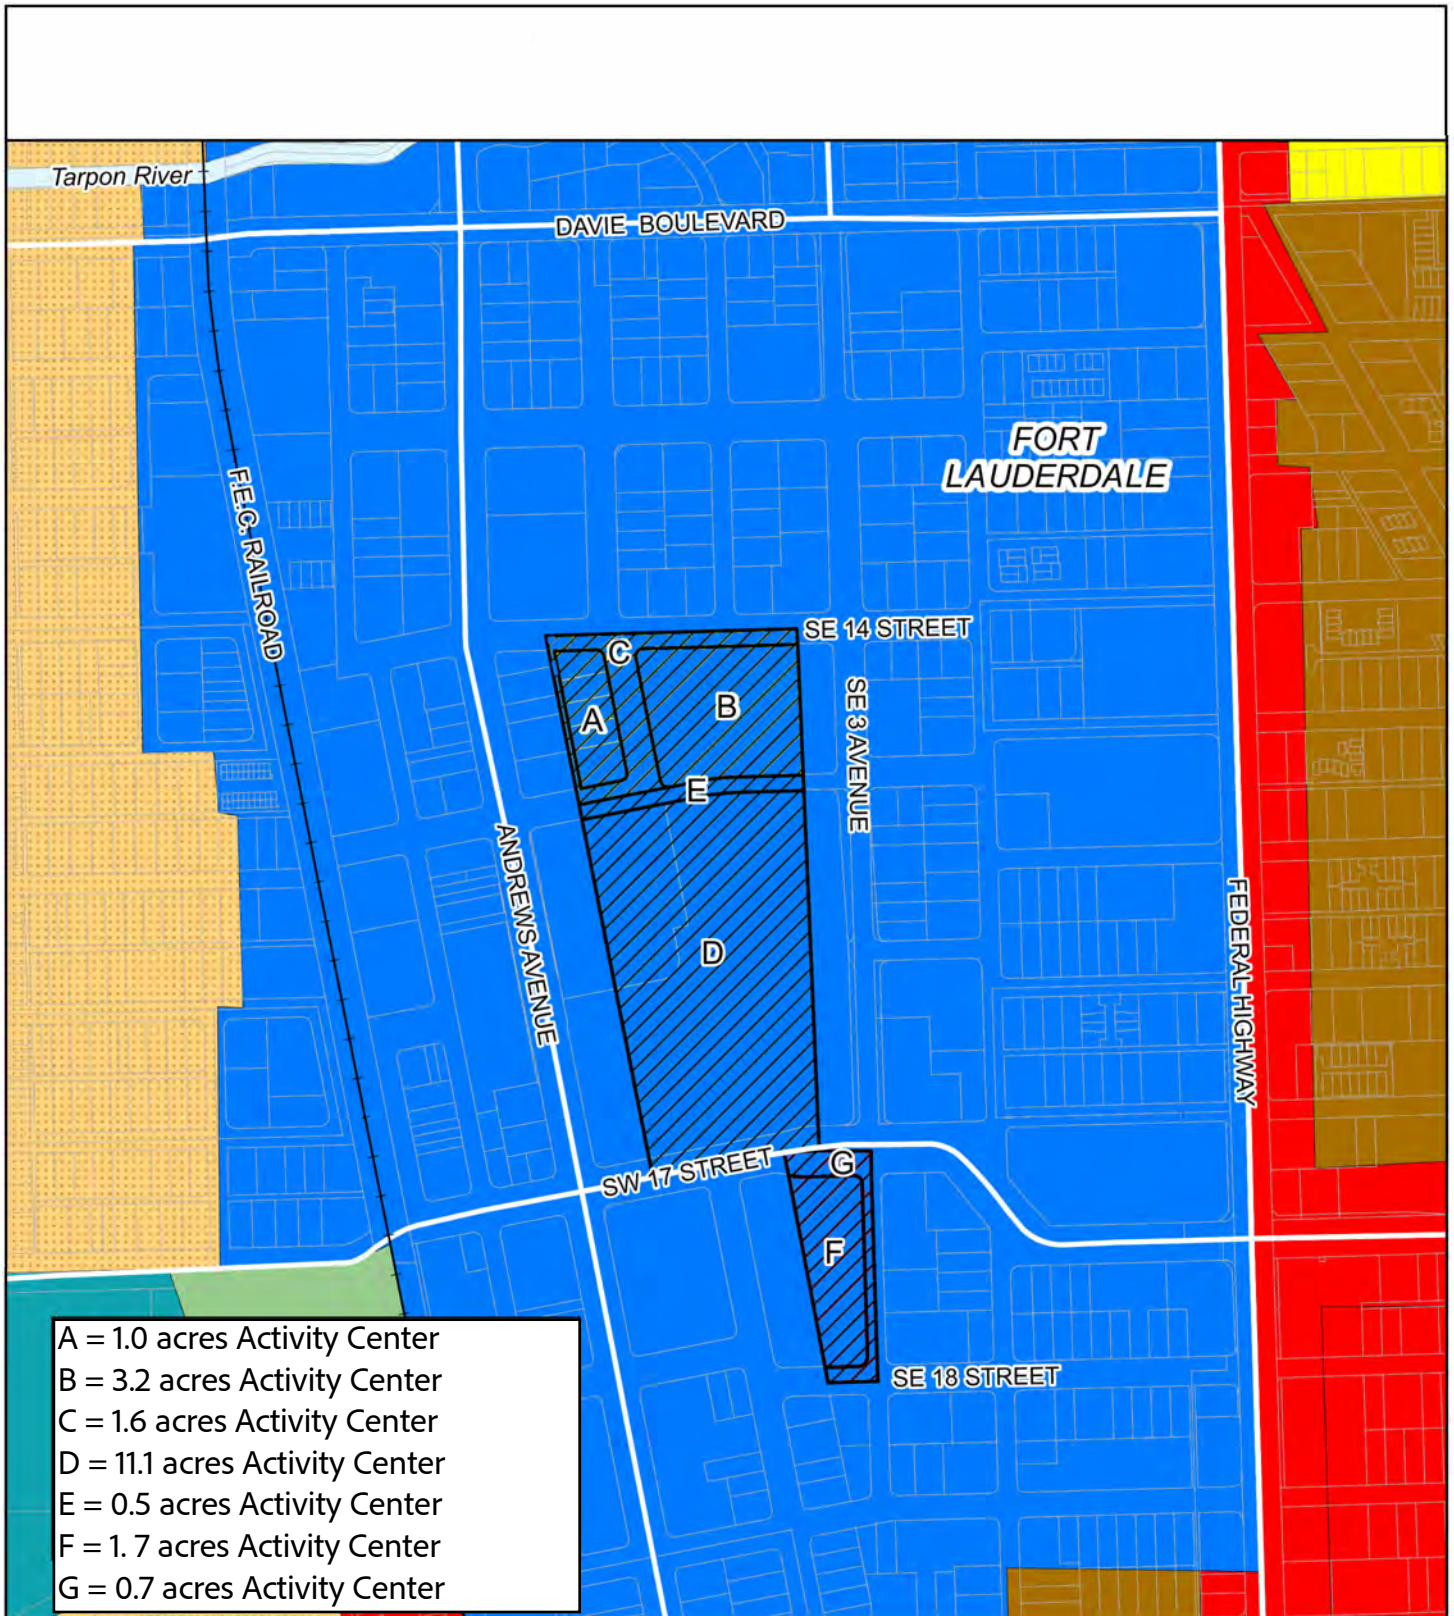 Tarpon River
DAVIE BOULEVARD
FORT
LAUDERDALE
F.E.C. RAILROAD
SE 14 STREET
C
B
A
SE 3 AVENUE
E
ANDREWS AVENUE
FEDERAL HIGHWAY
D
SW 17 STREET
G
F
SE 18 STREET
A = 1.0 acres Activity Center
B = 3.2 acres Activity Center
C = 1.6 acres Activity Center
D = 11.1 acres Activity Center
E = 0.5 acres Activity Center
F = 1. 7 acres Activity Center
G = 0.7 acres Activity Center